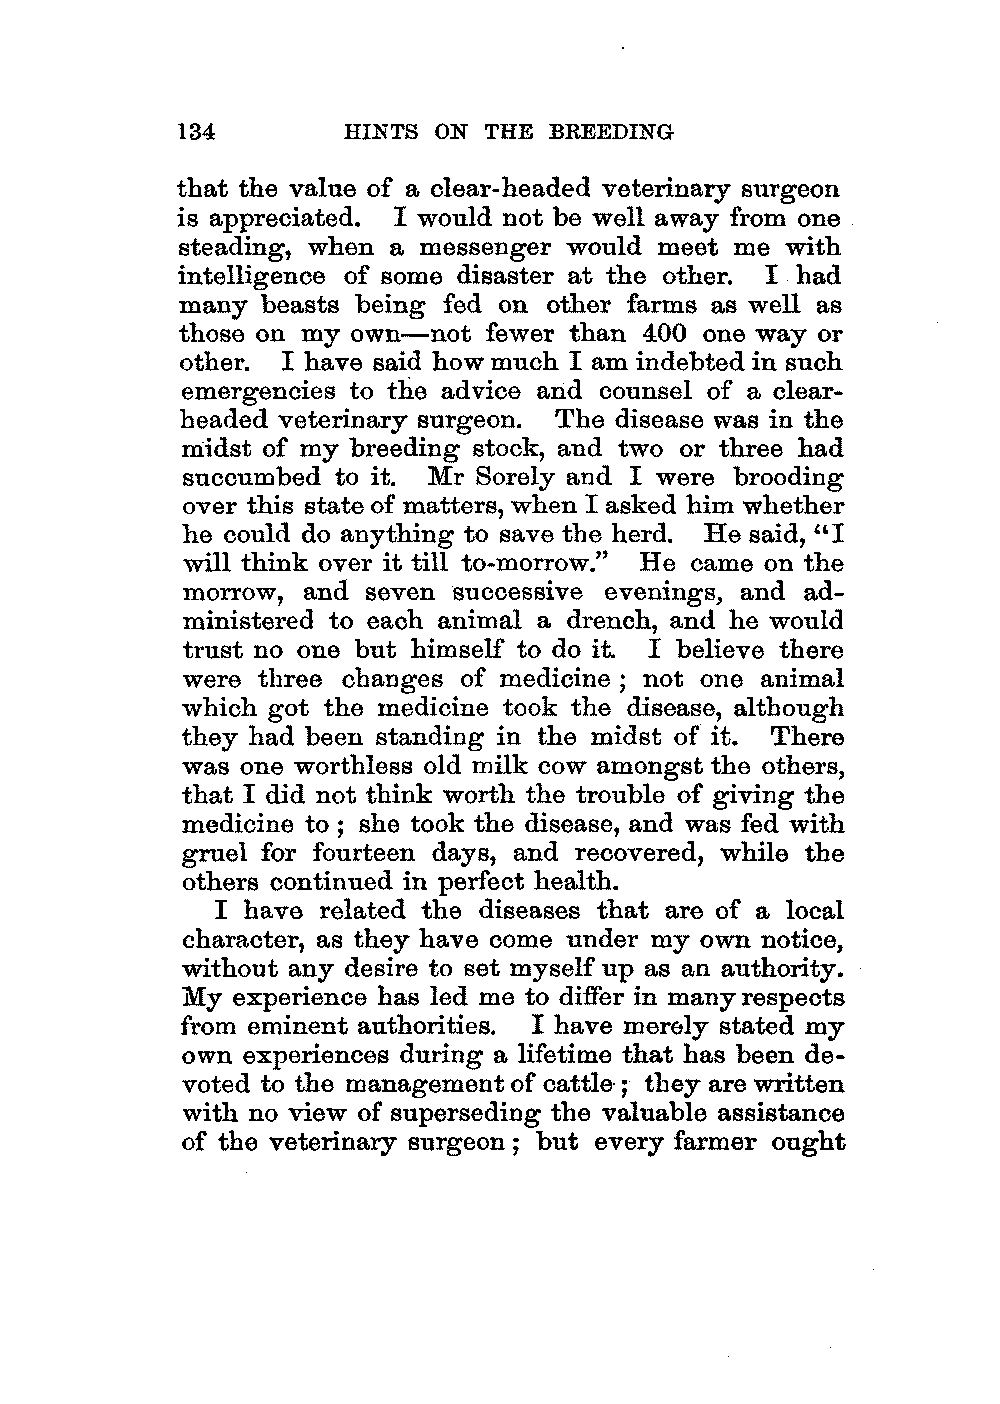 134 HINTS ON THE BREEDING
that the value of a clear-headed veterinary surgeon
is appreciated. I would not be well away from one
steading, when a messenger would meet me with
intelligence of some disaster at the other. I had
many beasts being fed on other farms as well as
those on my own—not fewer than 400 one way or
other. I have said how much I am indebted in such
emergencies to the advice and counsel of a clear-
headed veterinary surgeon. The disease was in the
midst of my breeding stock, and two or three had
succumbed to it. Mr Sorely and I were brooding
over this state of matters, when I asked him whether
he could do anything to save the herd. He said, “I
will think over it till to-morrow.” He came on the
morrow, and seven successive evenings, and ad-
ministered to each animal a drench, and he would
trust no one but himself to do it. I believe there
were three changes of medicine ; not one animal
which got the medicine took the disease, although
they had been standing in the midst of it. There
was one worthless old milk cow amongst the others,
that I did not think worth the trouble of giving the
medicine to ; she took the disease, and was fed with
gruel for fourteen days, and recovered, while the
others continued in perfect health.
I have related the diseases that are of a local
character, as they have come under my own notice,
without any desire to set myself up as an authority.
My experience has led me to differ in many respects
from eminent authorities. I have merely stated my
own experiences during a lifetime that has been de-
voted to the management of cattle ; they are written
with no view of superseding the valuable assistance
of the veterinary surgeon ; but every farmer ought